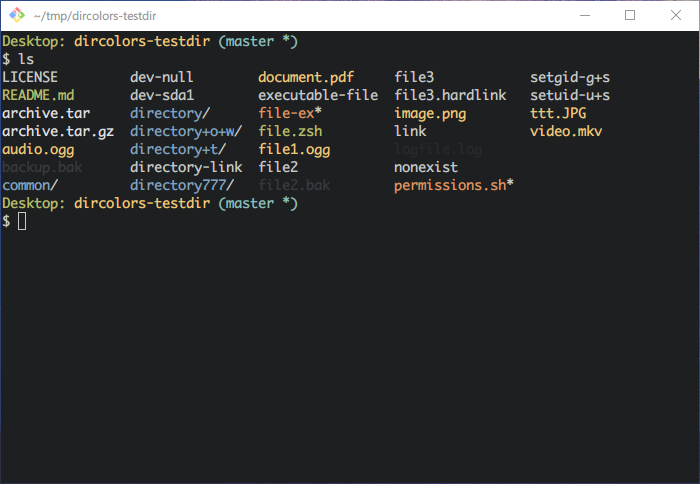 ~/tmp/dircolors-testdir
Desktop: dircolors-testdir (master *)
$ ls
LICENSE dev-null document.pdf file3 setgid-g+s
README.md dev-sda1 executable-file file3.hardlink setuid-u+s
archive.tar directory/ file-ex* image.png ttt.JPG
archive.tar.gz directory+o+w/ file.zsh link video.mkv
audio.ogg directory+t/ file1.ogg logfile.log
backup.bak directory-link file2 nonexist
common/ directory777/ file2.bak permissions.sh*
Desktop: dircolors-testdir (master *)
$